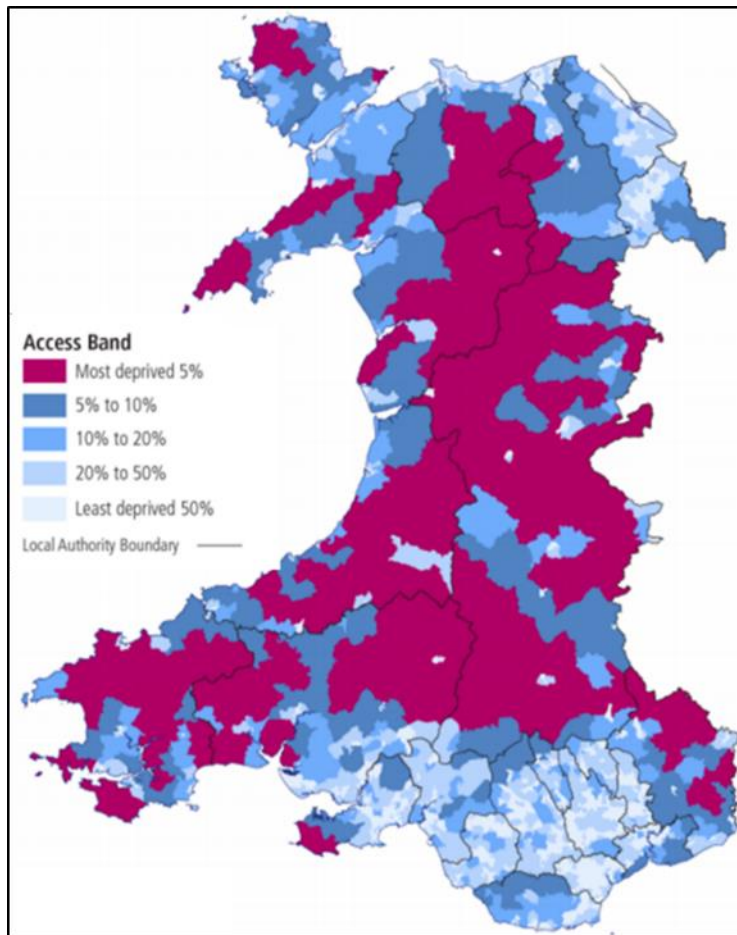 Access Band
Most deprived 5%
5% to 10%
10% to 20%
20% to 50%
Least deprived 50%
Local Authority Boundary